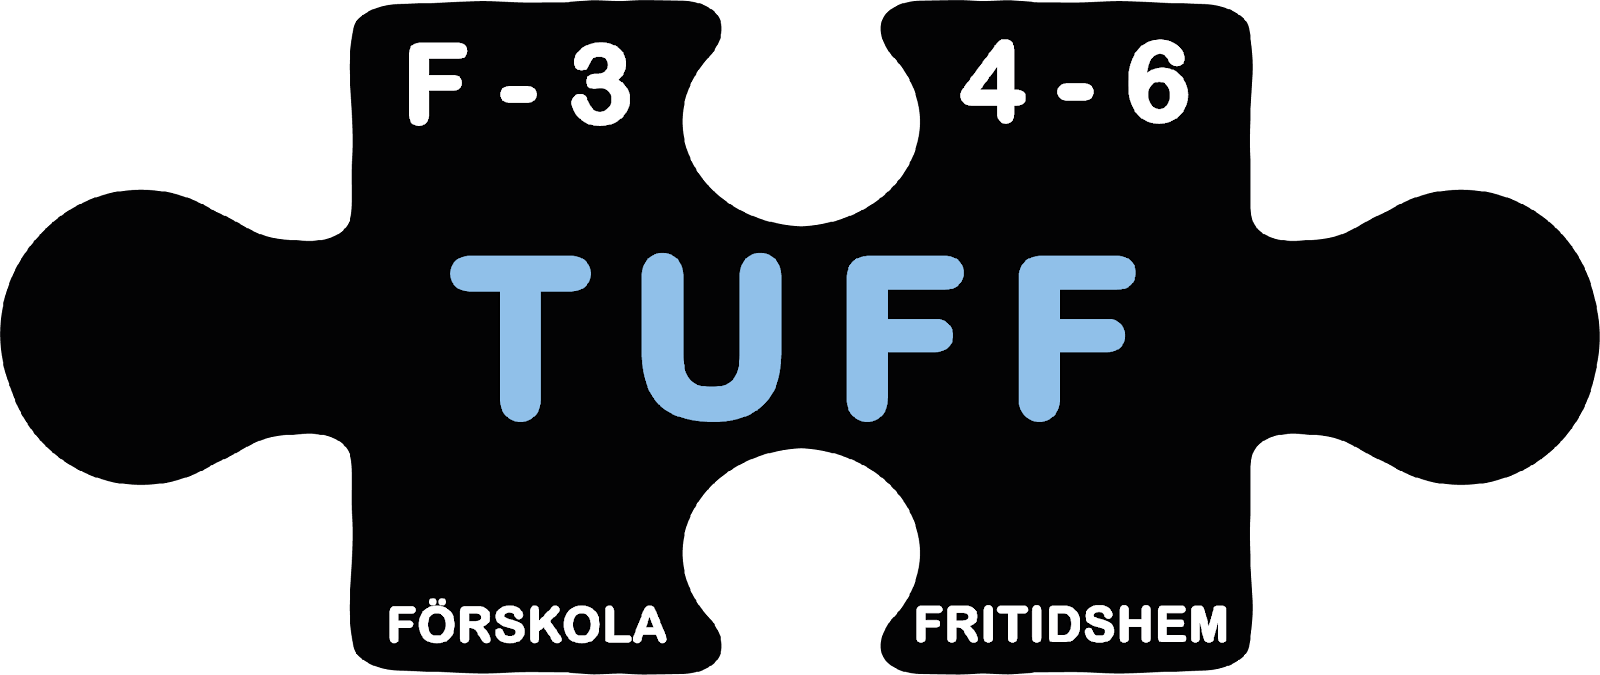 F - 3
4 - 6
TUFF
FÖRSKOLA
FRITIDSHEM